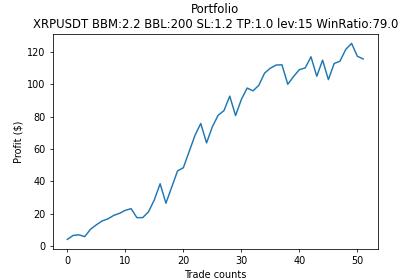 Portfolio
XRPUSDT BBM:2.2 BBL:200 SL:1.2 TP:1.0 lev:15 WinRatio:79.0
Profit ($)
120
100
80
60
40
20
0
0 10 20 30 40 50
Trade counts